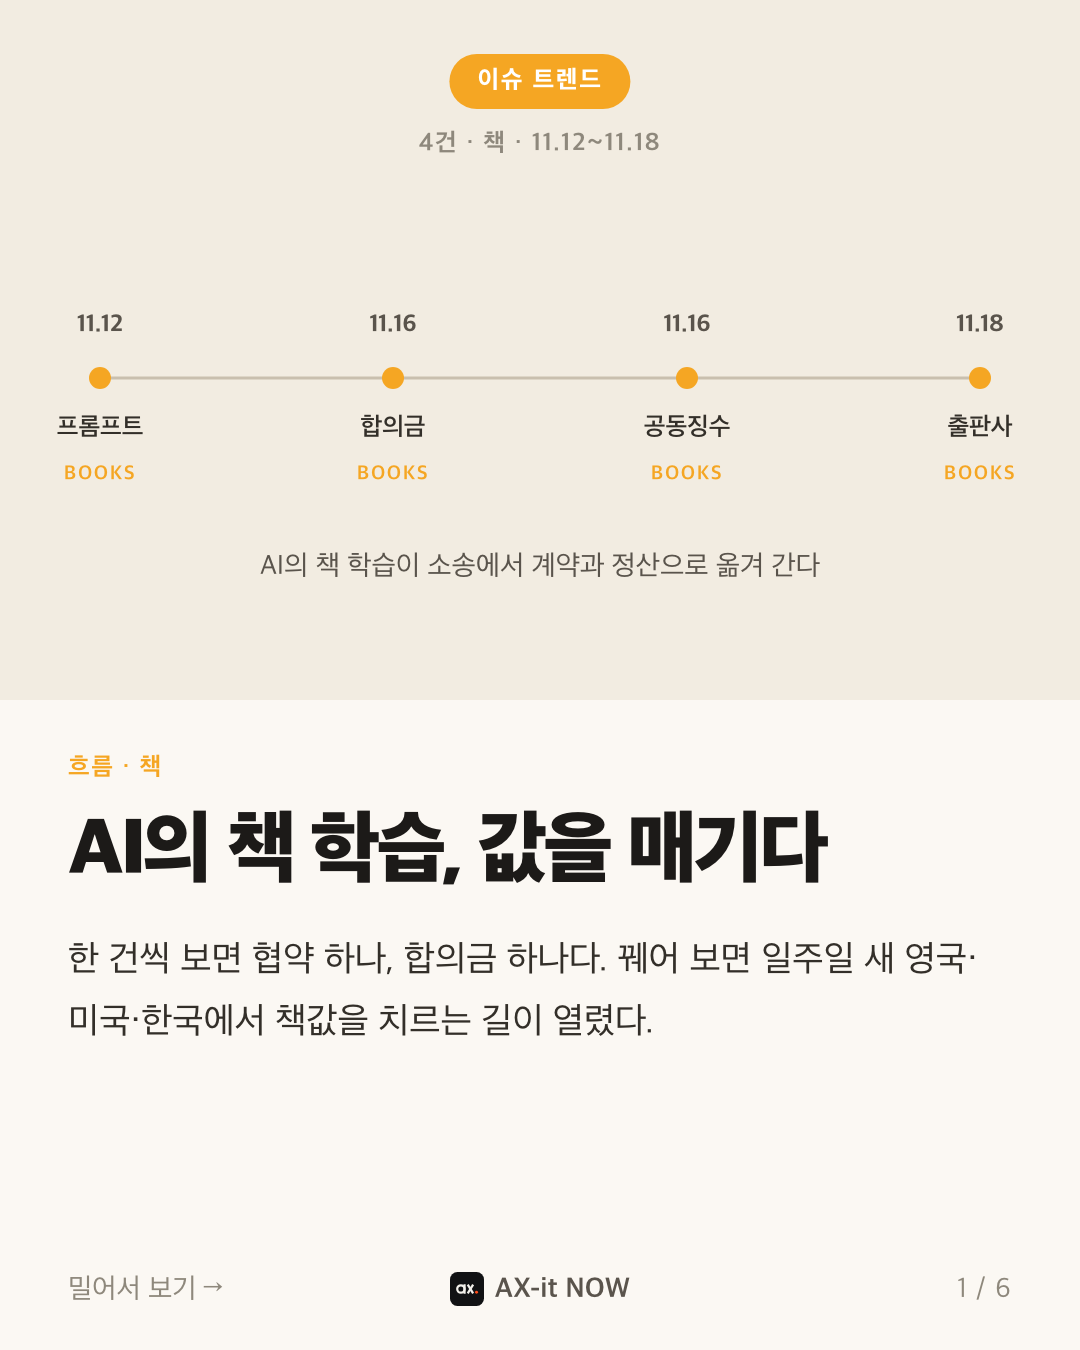 이슈 트렌드
4건 · 책 · 11.12~11.18
11.12 11.16 11.16 11.18
프롬프트 합의금 공동징수 출판사
BOOKS BOOKS BOOKS BOOKS
AI의 책 학습이 소송에서 계약과 정산으로 옮겨 간다
흐름 · 책
AI의 책 학습, 값을 매기다
한 건씩 보면 협약 하나, 합의금 하나다. 꿰어 보면 일주일 새 영국·
미국·한국에서 책값을 치르는 길이 열렸다.
밀어서 보기 → ax. AX-it NOW 1 / 6